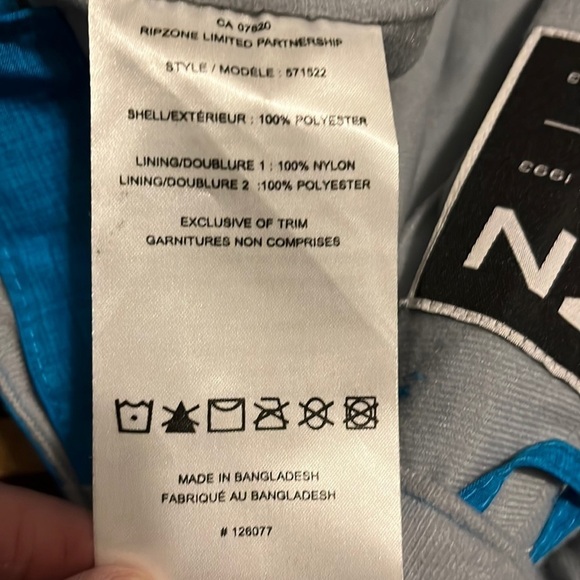 CA 07820
RIPZONE LIMITED PARTNERSHIP
STYLE / MODÈLE : 571522
SHELL/EXTÉRIEUR : 100% POLYESTER
LINING/DOUBLURE 1 : 100% NYLON
LINING/DOUBLURE 2 :100% POLYESTER
EXCLUSIVE OF TRIM
GARNITURES NON COMPRISES
MADE IN BANGLADESH
FABRIQUÉ AU BANGLADESH
# 126077